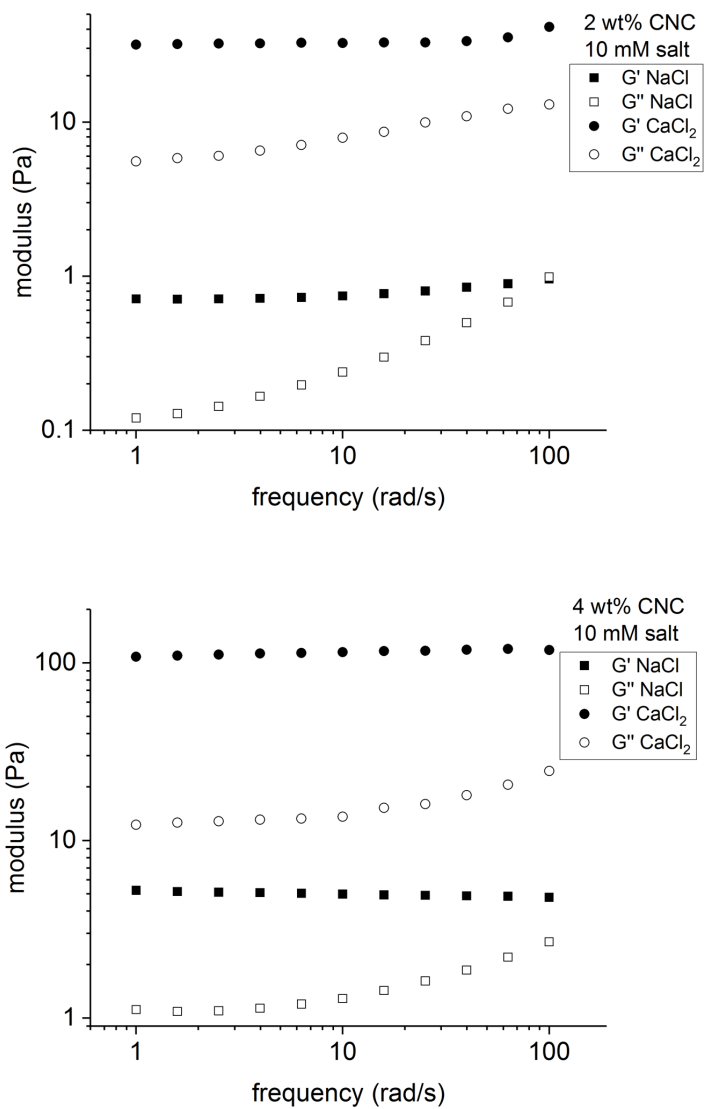 2 wt% CNC
10 mM salt
G' NaCl
G'' NaCl
G' CaCl₂
G'' CaCl₂
modulus (Pa)
10
1
0.1
1
10
100
frequency (rad/s)
4 wt% CNC
10 mM salt
G' NaCl
G'' NaCl
G' CaCl₂
G'' CaCl₂
modulus (Pa)
100
10
1
1
10
100
frequency (rad/s)